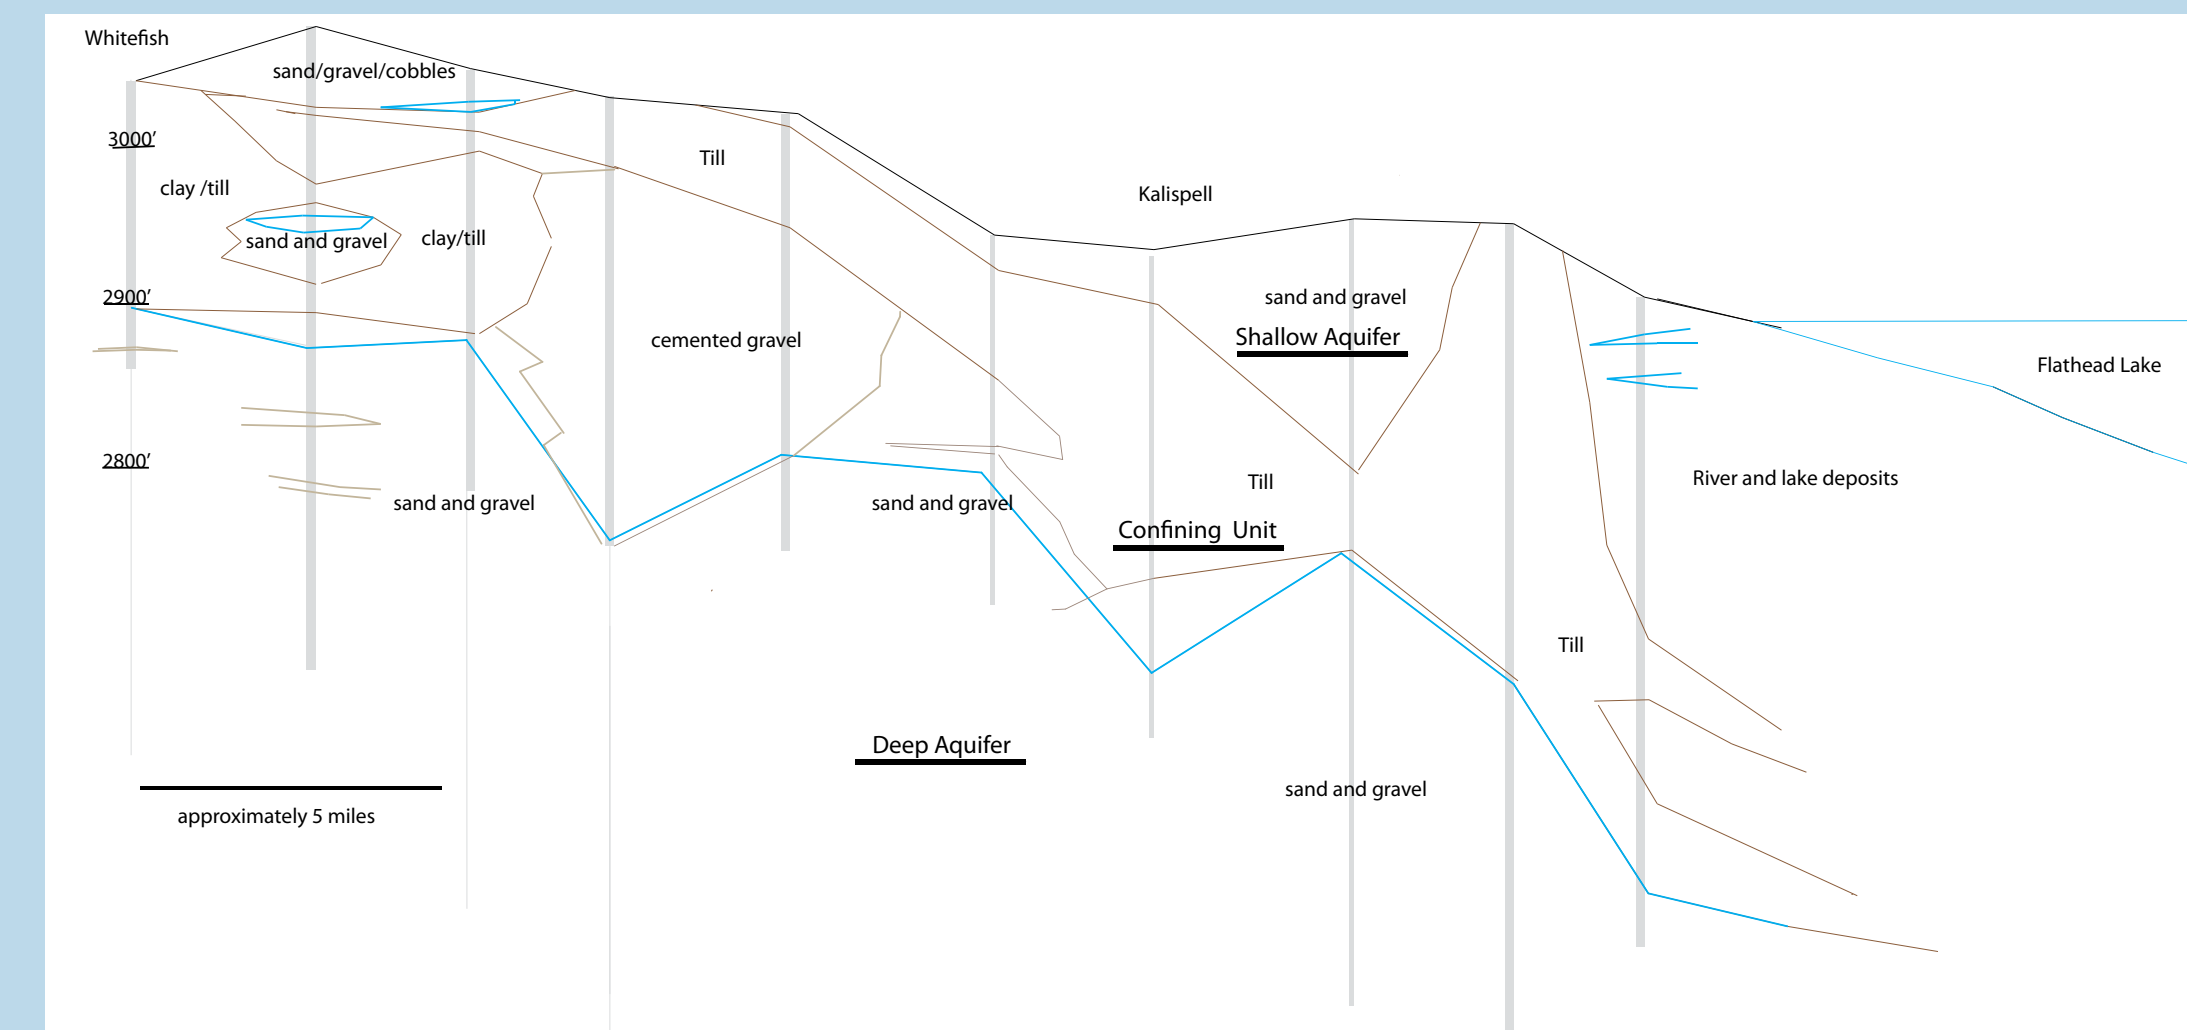 Whitefish
sand/gravel/cobbles
3000’
Till
clay /till
Kalispell
sand and gravel
clay/till
2900’
sand and gravel
Shallow Aquifer
cemented gravel
Flathead Lake
2800’
River and lake deposits
Till
sand and gravel
sand and gravel
Confining Unit
Till
Deep Aquifer
sand and gravel
approximately 5 miles